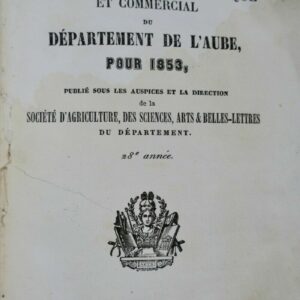 ET COMMERCIAL
DU
DÉPARTEMENT DE L'AUBE,
POUR 1853,
PUBLIÉ SOUS LES AUSPICES ET LA DIRECTION
de la
SOCIÉTÉ D'AGRICULTURE, DES SCIENCES, ARTS & BELLES-LETTRES
DU DÉPARTEMENT.
28e année.